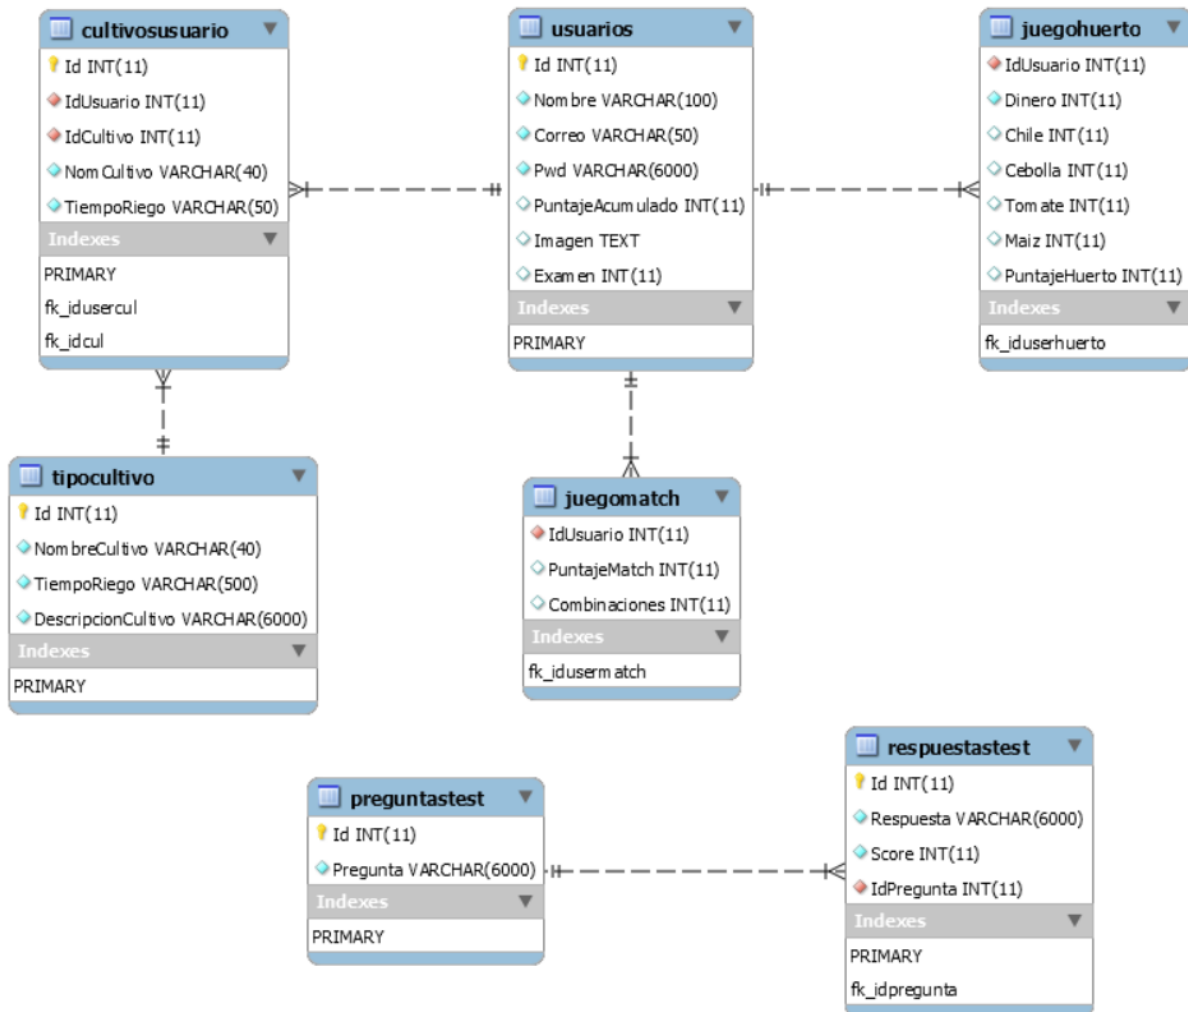 cultivosusuario
Id INT(11)
IdUsuario INT(11)
IdCultivo INT(11)
NomCultivo VARCHAR(40)
TiempoRiego VARCHAR(50)
Indexes
PRIMARY
fk_idusercul
fk_idcul
usuarios
Id INT(11)
Nombre VARCHAR(100)
Correo VARCHAR(50)
Pwd VARCHAR(6000)
PuntajeAcumulado INT(11)
Imagen TEXT
Examen INT(11)
Indexes
PRIMARY
juegohuerto
IdUsuario INT(11)
Dinero INT(11)
Chile INT(11)
Cebolla INT(11)
Tomate INT(11)
Maiz INT(11)
PuntajeHuerto INT(11)
Indexes
fk_iduserhuerto
tipocultivo
Id INT(11)
NombreCultivo VARCHAR(40)
TiempoRiego VARCHAR(500)
DescripcionCultivo VARCHAR(6000)
Indexes
PRIMARY
juegomatch
IdUsuario INT(11)
PuntajeMatch INT(11)
Combinaciones INT(11)
Indexes
fk_idusermatch
preguntastest
Id INT(11)
Pregunta VARCHAR(6000)
Indexes
PRIMARY
respuestastest
Id INT(11)
Respuesta VARCHAR(6000)
Score INT(11)
IdPregunta INT(11)
Indexes
PRIMARY
fk_idpregunta